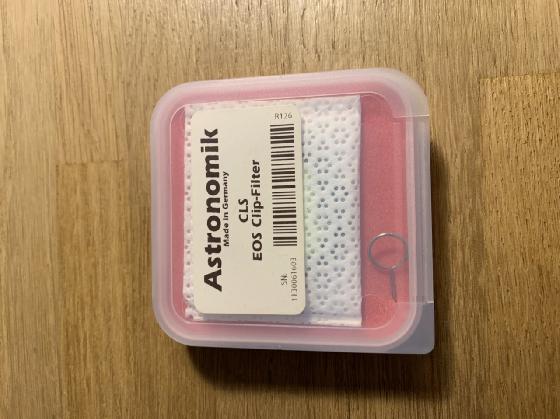 Astronomik
Made in Germany
CLS
EOS Clip-Filter
R126
SN:
1130061603